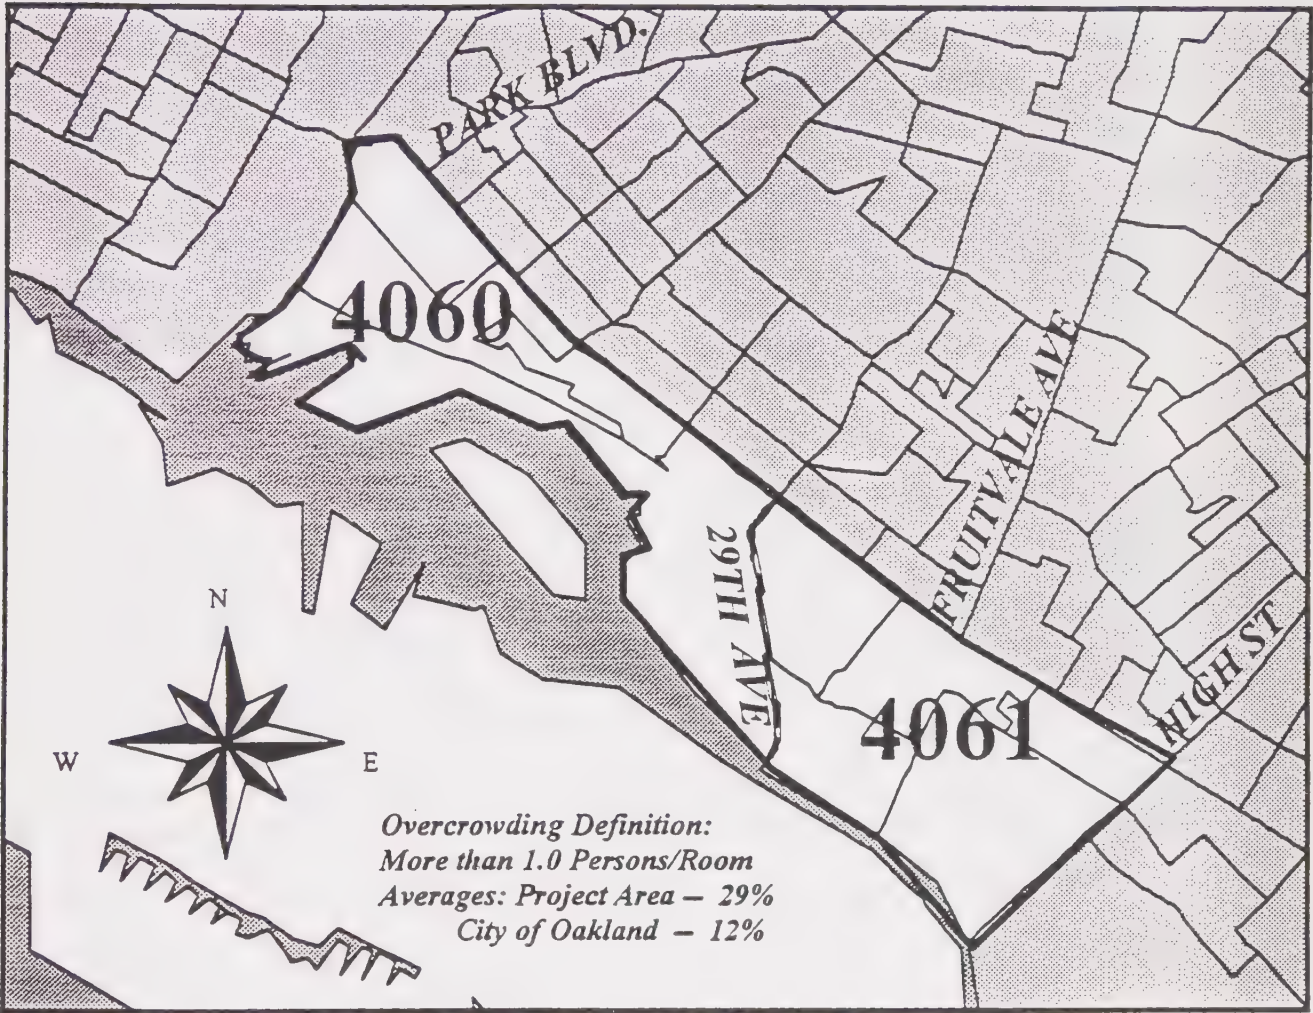 PARK BLVD.
4060
FRUITVALE AVE
29TH AVE
HIGH ST
4061
N
W
E
Overcrowding Definition:
More than 1.0 Persons/Room
Averages: Project Area – 29%
City of Oakland – 12%